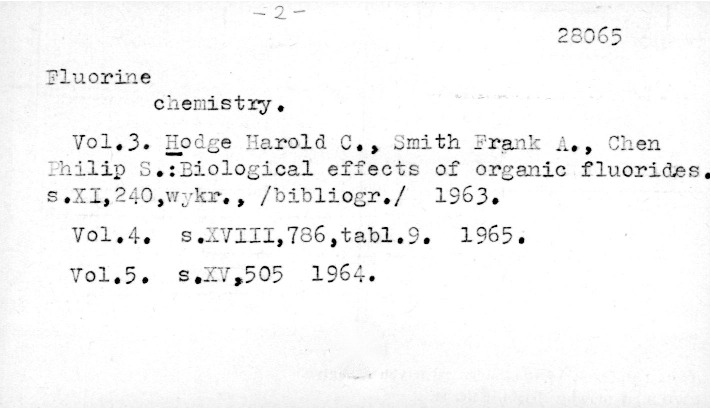 - 2 -
28065
Fluorine
chemistry.
Vol.3. Hodge Harold C., Smith Frank A., Chen
Philip S.:Biological effects of organic fluorides.
s.XI,240,wykr., /bibliogr./ 1963.
Vol.4. s.XVIII,786,tabl.9. 1965.
Vol.5. s.XV,505 1964.